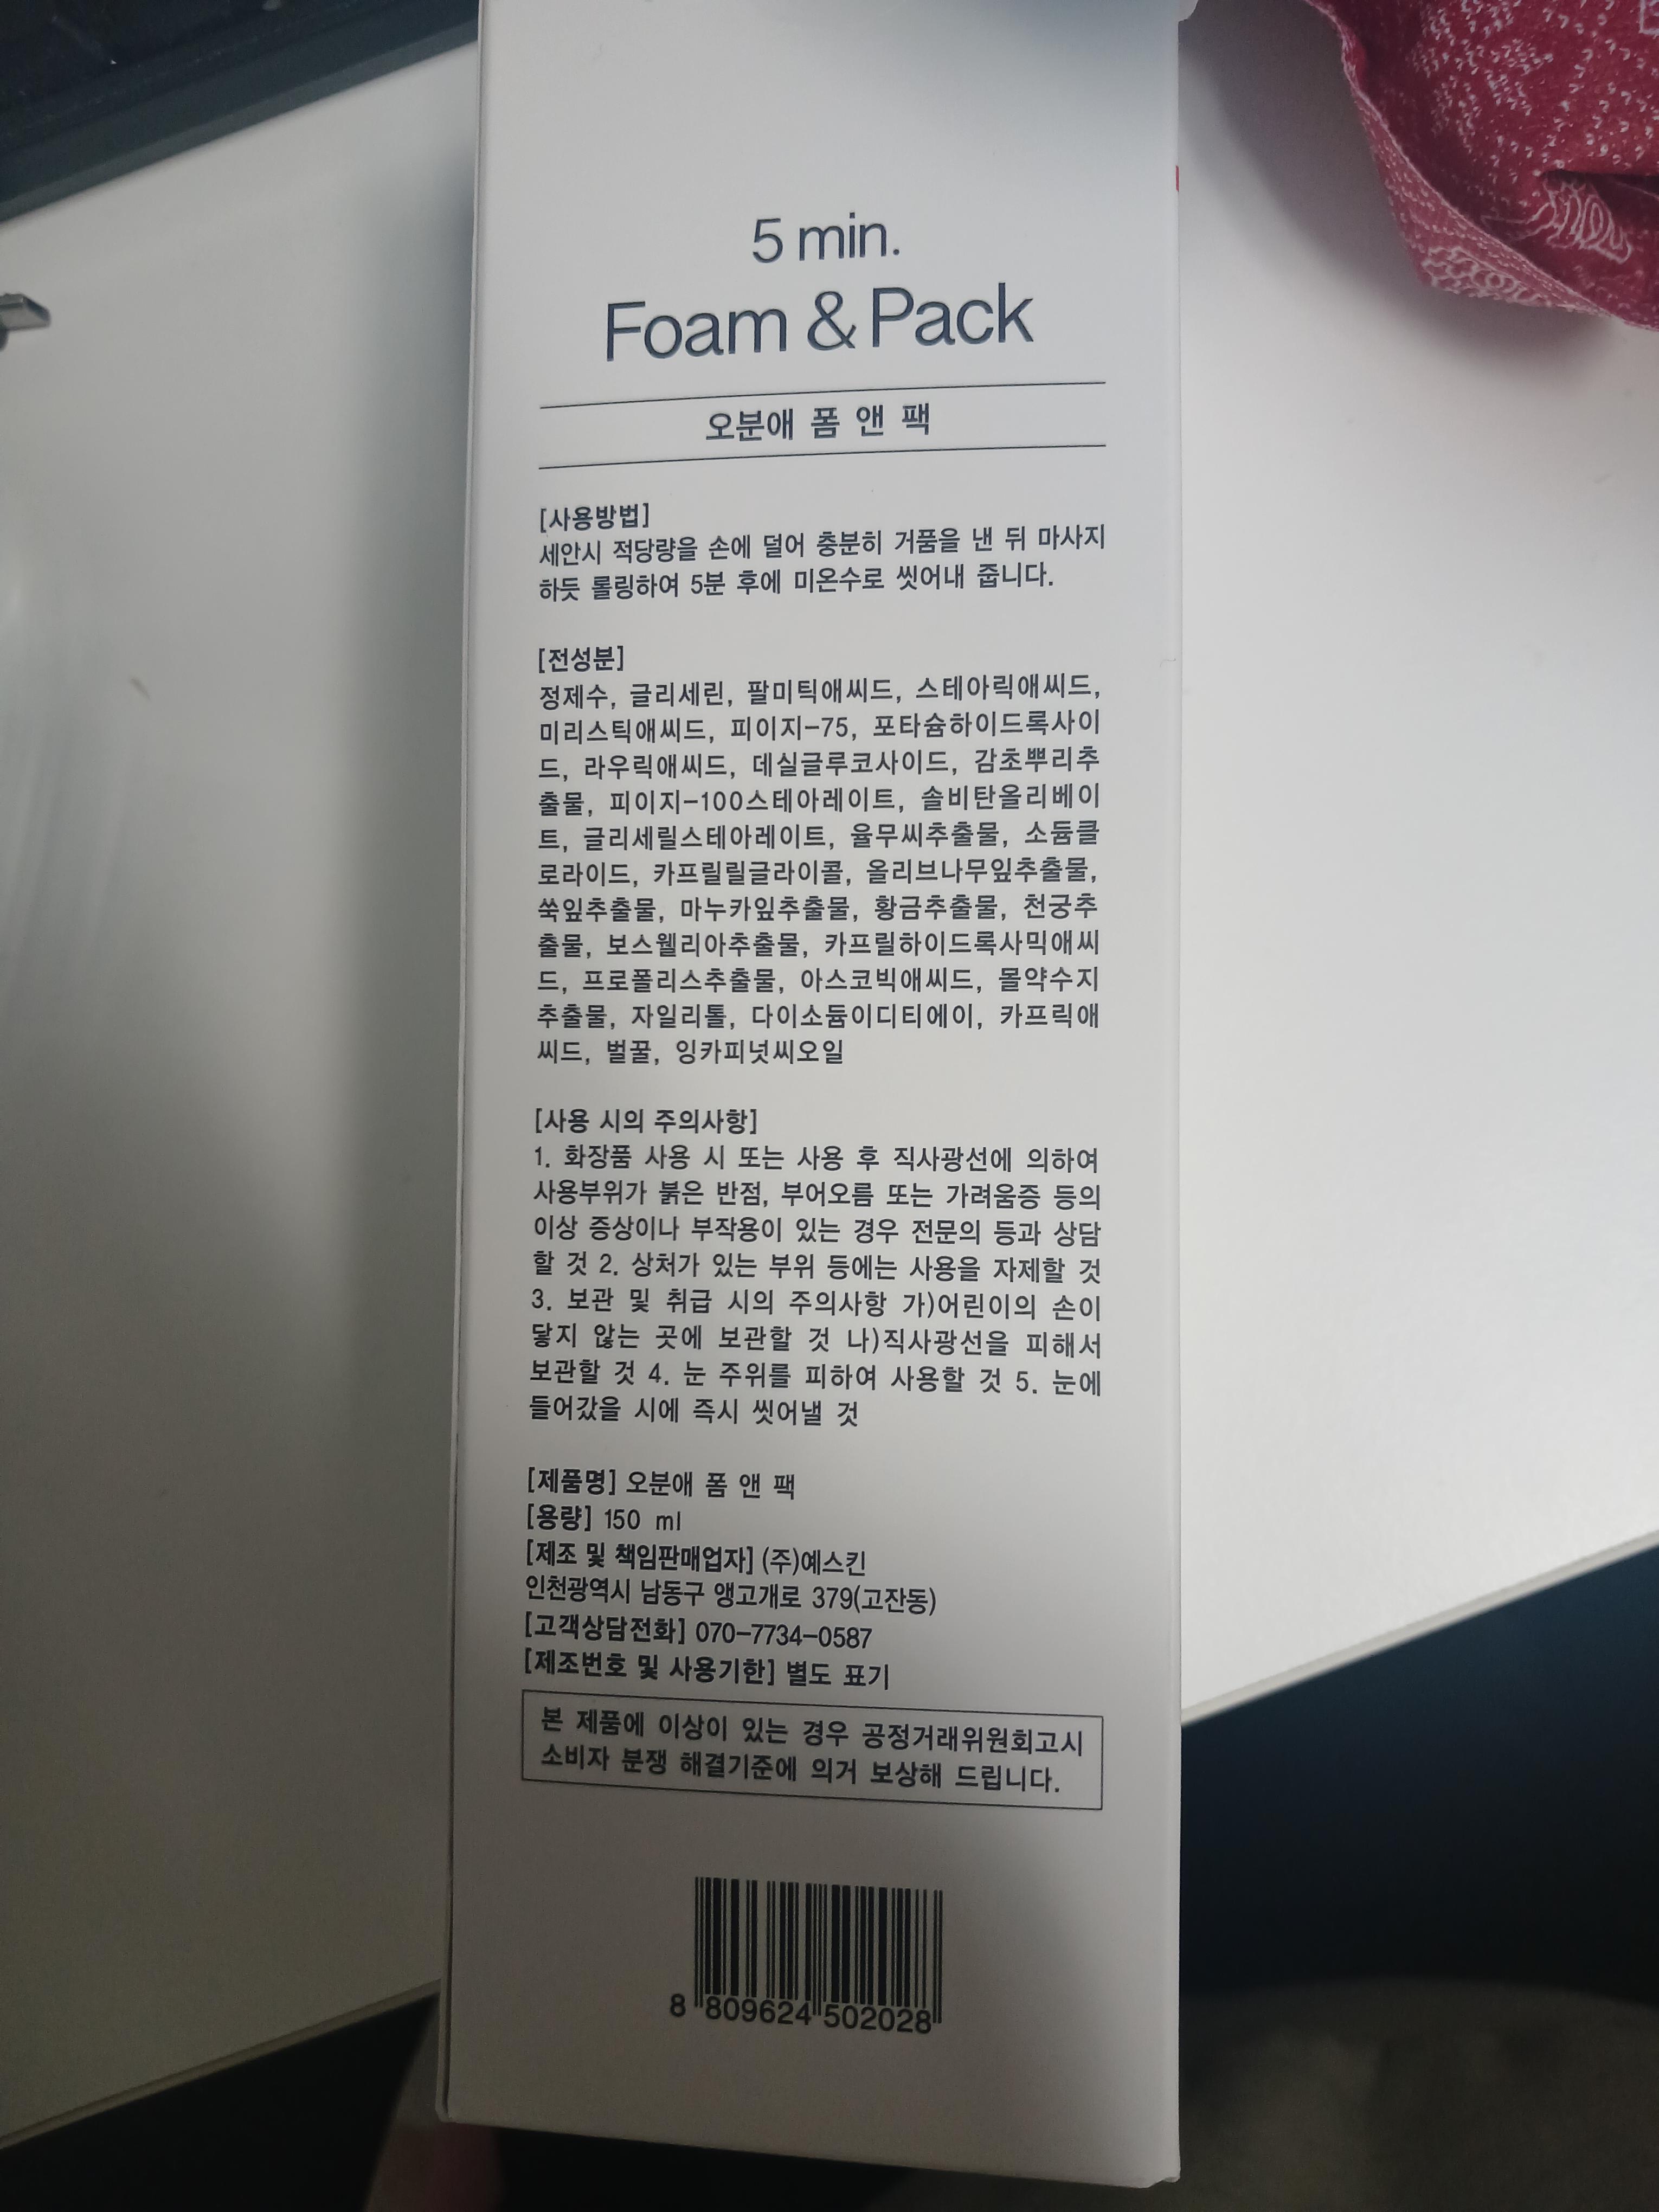 5 min.
Foam & Pack
오분애 폼 앤 팩
[사용방법]
세안시 적당량을 손에 덜어 충분히 거품을 낸 뒤 마사지
하듯 롤링하여 5분 후에 미온수로 씻어내 줍니다.
[전성분]
정제수, 글리세린, 팔미틱애씨드, 스테아릭애씨드,
미리스틱애씨드, 피이지-75, 포타슘하이드록사이
드, 라우릭애씨드, 데실글루코사이드, 감초뿌리추
출물, 피이지-100스테아레이트, 솔비탄올리베이
트, 글리세릴스테아레이트, 율무씨추출물, 소듐클
로라이드, 카프릴릴글라이콜, 올리브나무잎추출물,
쑥잎추출물, 마누카잎추출물, 황금추출물, 천궁추
출물, 보스웰리아추출물, 카프릴하이드록사믹애씨
드, 프로폴리스추출물, 아스코빅애씨드, 몰약수지
추출물, 자일리톨, 다이소듐이디티에이, 카프릭애
씨드, 벌꿀, 잉카피넛씨오일
[사용 시의 주의사항]
1. 화장품 사용 시 또는 사용 후 직사광선에 의하여
사용부위가 붉은 반점, 부어오름 또는 가려움증 등의
이상 증상이나 부작용이 있는 경우 전문의 등과 상담
할 것 2. 상처가 있는 부위 등에는 사용을 자제할 것
3. 보관 및 취급 시의 주의사항 가)어린이의 손이
닿지 않는 곳에 보관할 것 나)직사광선을 피해서
보관할 것 4. 눈 주위를 피하여 사용할 것 5. 눈에
들어갔을 시에 즉시 씻어낼 것
[제품명] 오분애 폼 앤 팩
[용량] 150 ml
[제조 및 책임판매업자] (주)예스킨
인천광역시 남동구 앵고개로 379(고잔동)
[고객상담전화] 070-7734-0587
[제조번호 및 사용기한] 별도 표기
본 제품에 이상이 있는 경우 공정거래위원회고시
소비자 분쟁 해결기준에 의거 보상해 드립니다.
8 809624 502028